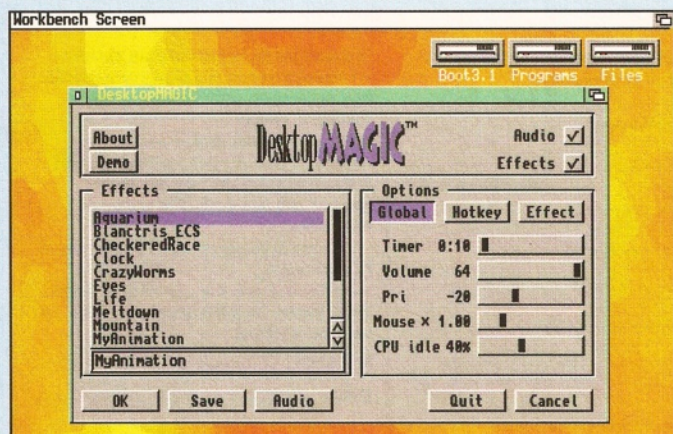 Workbench Screen
Boot3.1 Programs Files
DesktopMAGIC
About
Demo
DesktopMAGIC™
Audio
Effects
Effects
Aquarium
Blanctris_ECS
CheckeredRace
Clock
CrazyWorms
Eyes
Life
Meltdown
Mountain
MyAnimation
MyAnimation
Options
Global Hotkey Effect
Timer 0:10
Volume 64
Pri -20
Mouse × 1.00
CPU idle 40%
OK Save Audio Quit Cancel